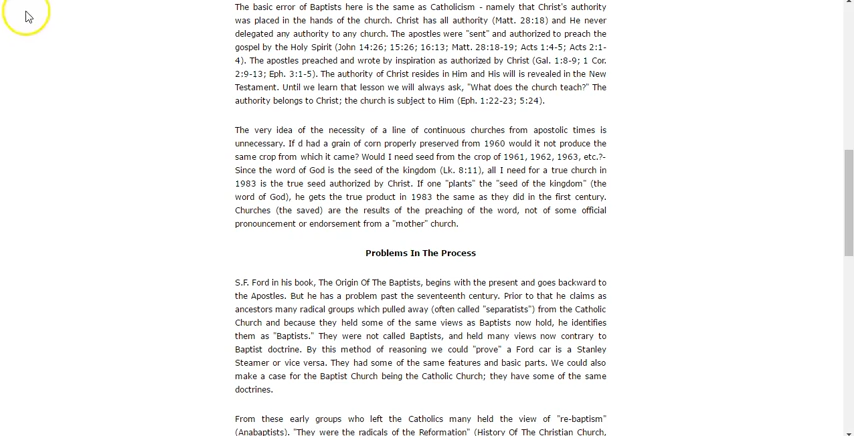 The basic error of Baptists here is the same as Catholicism - namely that Christ's authority
was placed in the hands of the church. Christ has all authority (Matt. 28:18) and He never
delegated any authority to any church. The apostles were "sent" and authorized to preach the
gospel by the Holy Spirit (John 14:26; 15:26; 16:13; Matt. 28:18-19; Acts 1:4-5; Acts 2:1-
4). The apostles preached and wrote by inspiration as authorized by Christ (Gal. 1:8-9; 1 Cor.
2:9-13; Eph. 3:1-5). The authority of Christ resides in Him and His will is revealed in the New
Testament. Until we learn that lesson we will always ask, "What does the church teach?" The
authority belongs to Christ; the church is subject to Him (Eph. 1:22-23; 5:24).
The very idea of the necessity of a line of continuous churches from apostolic times is
unnecessary. If d had a grain of corn properly preserved from 1960 would it not produce the
same crop from which it came? Would I need seed from the crop of 1961, 1962, 1963, etc.?-
Since the word of God is the seed of the kingdom (Lk. 8:11), all I need for a true church in
1983 is the true seed authorized by Christ. If one "plants" the "seed of the kingdom" (the
word of God), he gets the true product in 1983 the same as they did in the first century.
Churches (the saved) are the results of the preaching of the word, not of some official
pronouncement or endorsement from a "mother" church.
Problems In The Process
S.F. Ford in his book, The Origin Of The Baptists, begins with the present and goes backward to
the Apostles. But he has a problem past the seventeenth century. Prior to that he claims as
ancestors many radical groups which pulled away (often called "separatists") from the Catholic
Church and because they held some of the same views as Baptists now hold, he identifies
them as "Baptists." They were not called Baptists, and held many views now contrary to
Baptist doctrine. By this method of reasoning we could "prove" a Ford car is a Stanley
Steamer or vice versa. They had some of the same features and basic parts. We could also
make a case for the Baptist Church being the Catholic Church; they have some of the same
doctrines.
From these early groups who left the Catholics many held the view of "re-baptism"
(Anabaptists). "They were the radicals of the Reformation" (History Of The Christian Church,